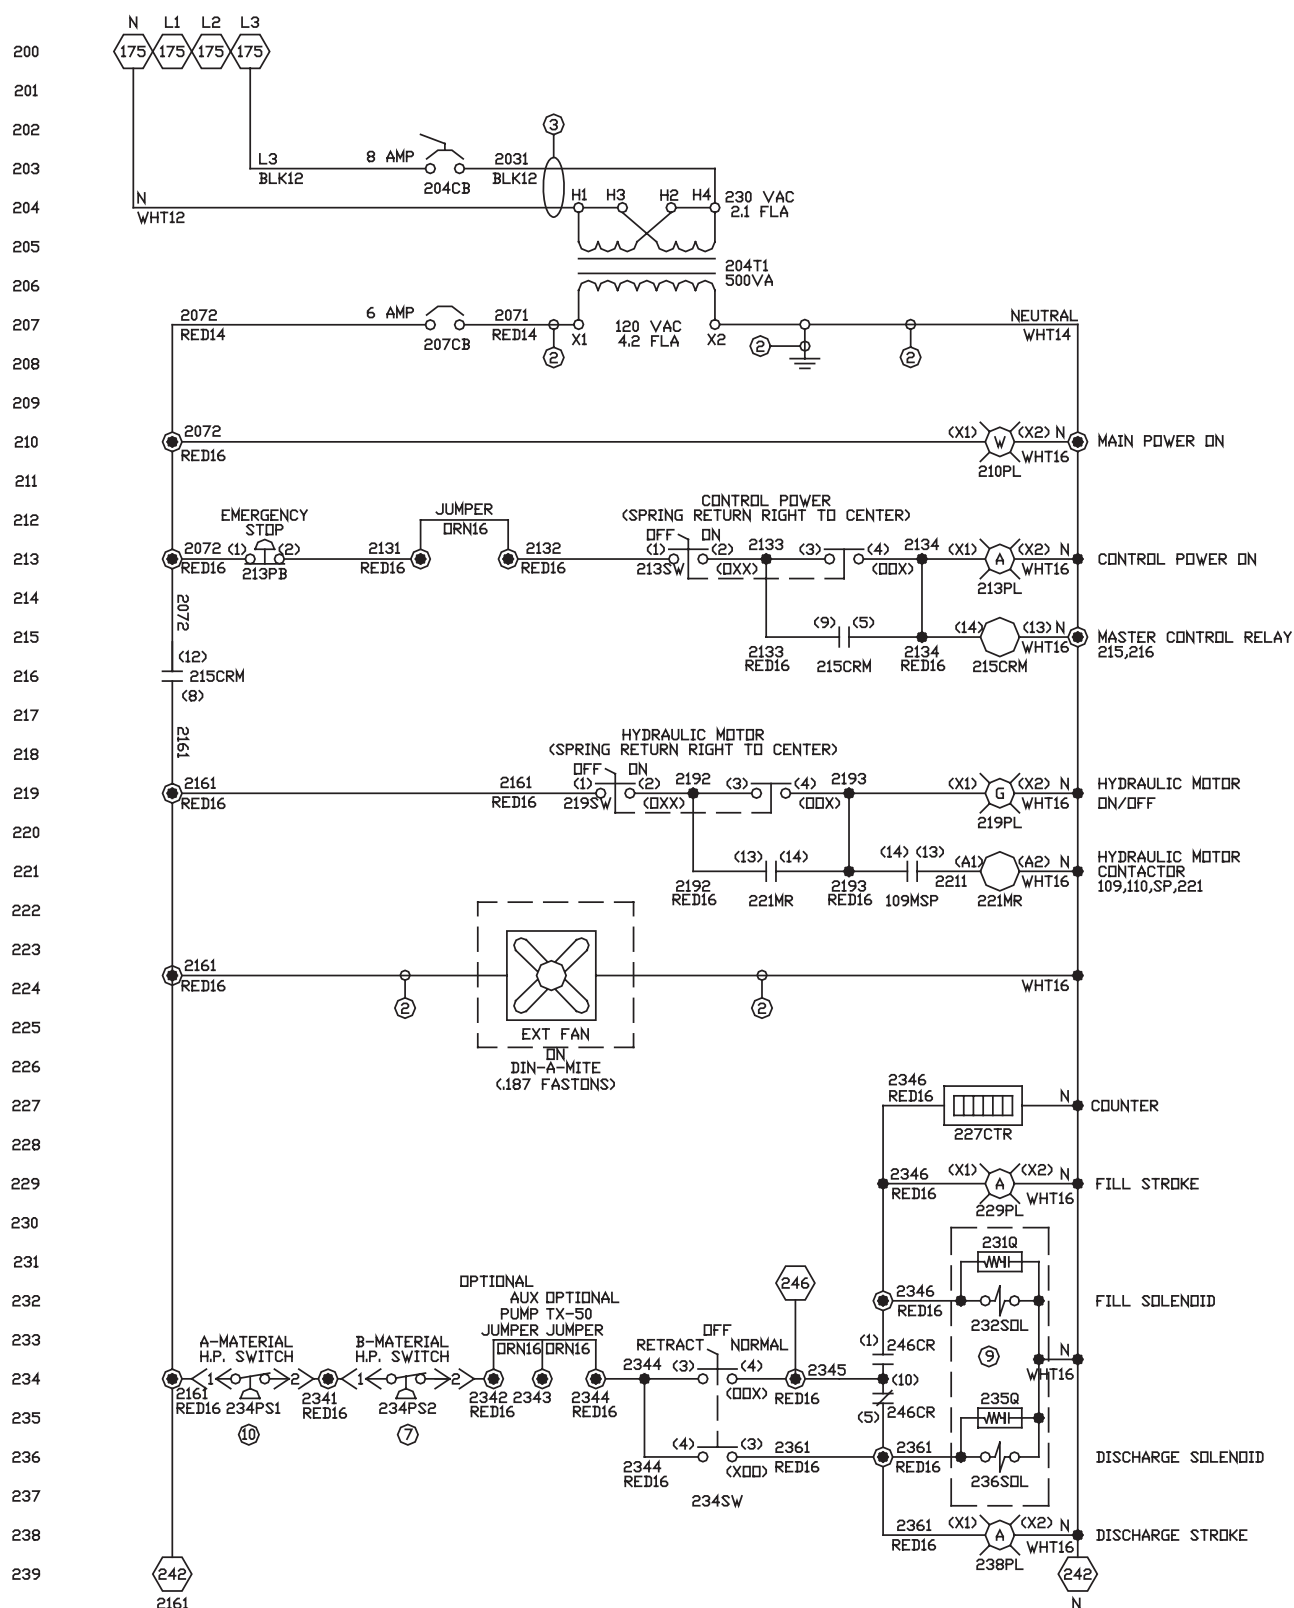 N L1 L2 L3
200 175 175 175 175
201
202 3
203 L3 8 AMP 2031
BLK12 204CB BLK12
204 N H1 H3 H2 H4 230 VAC
WHT12 2.1 FLA
205
204T1
206 500VA
207 2072 6 AMP 2071 120 VAC NEUTRAL
RED14 207CB RED14 X1 4.2 FLA X2 WHT14
2 2 2
208
209
210 2072 (X1) W (X2) N MAIN POWER ON
RED16 WHT16
210PL
211
CONTROL POWER
212 EMERGENCY JUMPER (SPRING RETURN RIGHT TO CENTER)
STOP ORN16 OFF ON
213 2072 (1) (2) 2131 2132 (1) (2) 2133 (3) (4) 2134 (X1) A (X2) N CONTROL POWER ON
RED16 213PB RED16 RED16 213SW (OXX) (OOX) WHT16
213PL
214 2072
215 (9) (5) (14) (13) N MASTER CONTROL RELAY
2133 215CRM 2134 215CRM WHT16 215,216
RED16 RED16
(12)
216 215CRM
(8)
217
2161
218 HYDRAULIC MOTOR
(SPRING RETURN RIGHT TO CENTER)
OFF ON
219 2161 2161 (1) (2) 2192 (3) (4) 2193 (X1) G (X2) N HYDRAULIC MOTOR
RED16 RED16 219SW (OXX) (OOX) WHT16 ON/OFF
219PL
220
221 (13) (14) (14) (13) (A1) (A2) N HYDRAULIC MOTOR
CONTACTOR
2192 2193 2211 WHT16 109,110,SP,221
RED16 221MR RED16 109MSP 221MR
222
223
224 2161 WHT16
RED16
2 2
225 EXT FAN
ON
226 DIN-A-MITE
(.187 FASTONS)
2346
227 RED16 N COUNTER
227CTR
228
229 2346 (X1) A (X2) N FILL STROKE
RED16 WHT16
229PL
230
231 231Q
OPTIONAL 246
232 AUX OPTIONAL 2346 FILL SOLENOID
PUMP TX-50 RED16 232SOL
233 A-MATERIAL B-MATERIAL JUMPER JUMPER OFF (1)
H.P. SWITCH H.P. SWITCH ORN16 ORN16 RETRACT NORMAL 246CR 9
234 1 2 1 2 2344 (3) (4) 2345 (10) WHT16
2161 234PS1 2341 234PS2 2342 2343 2344 (OOX) RED16
RED16 RED16 RED16 RED16
235 10 7 (5) 246CR 235Q
236 (4) (3) 2361 2361 DISCHARGE SOLENOID
2344 (XOO) RED16 RED16 236SOL
RED16
237 234SW
238 2361 (X1) A (X2) N DISCHARGE STROKE
RED16 WHT16
238PL
239 242 242
2161 N